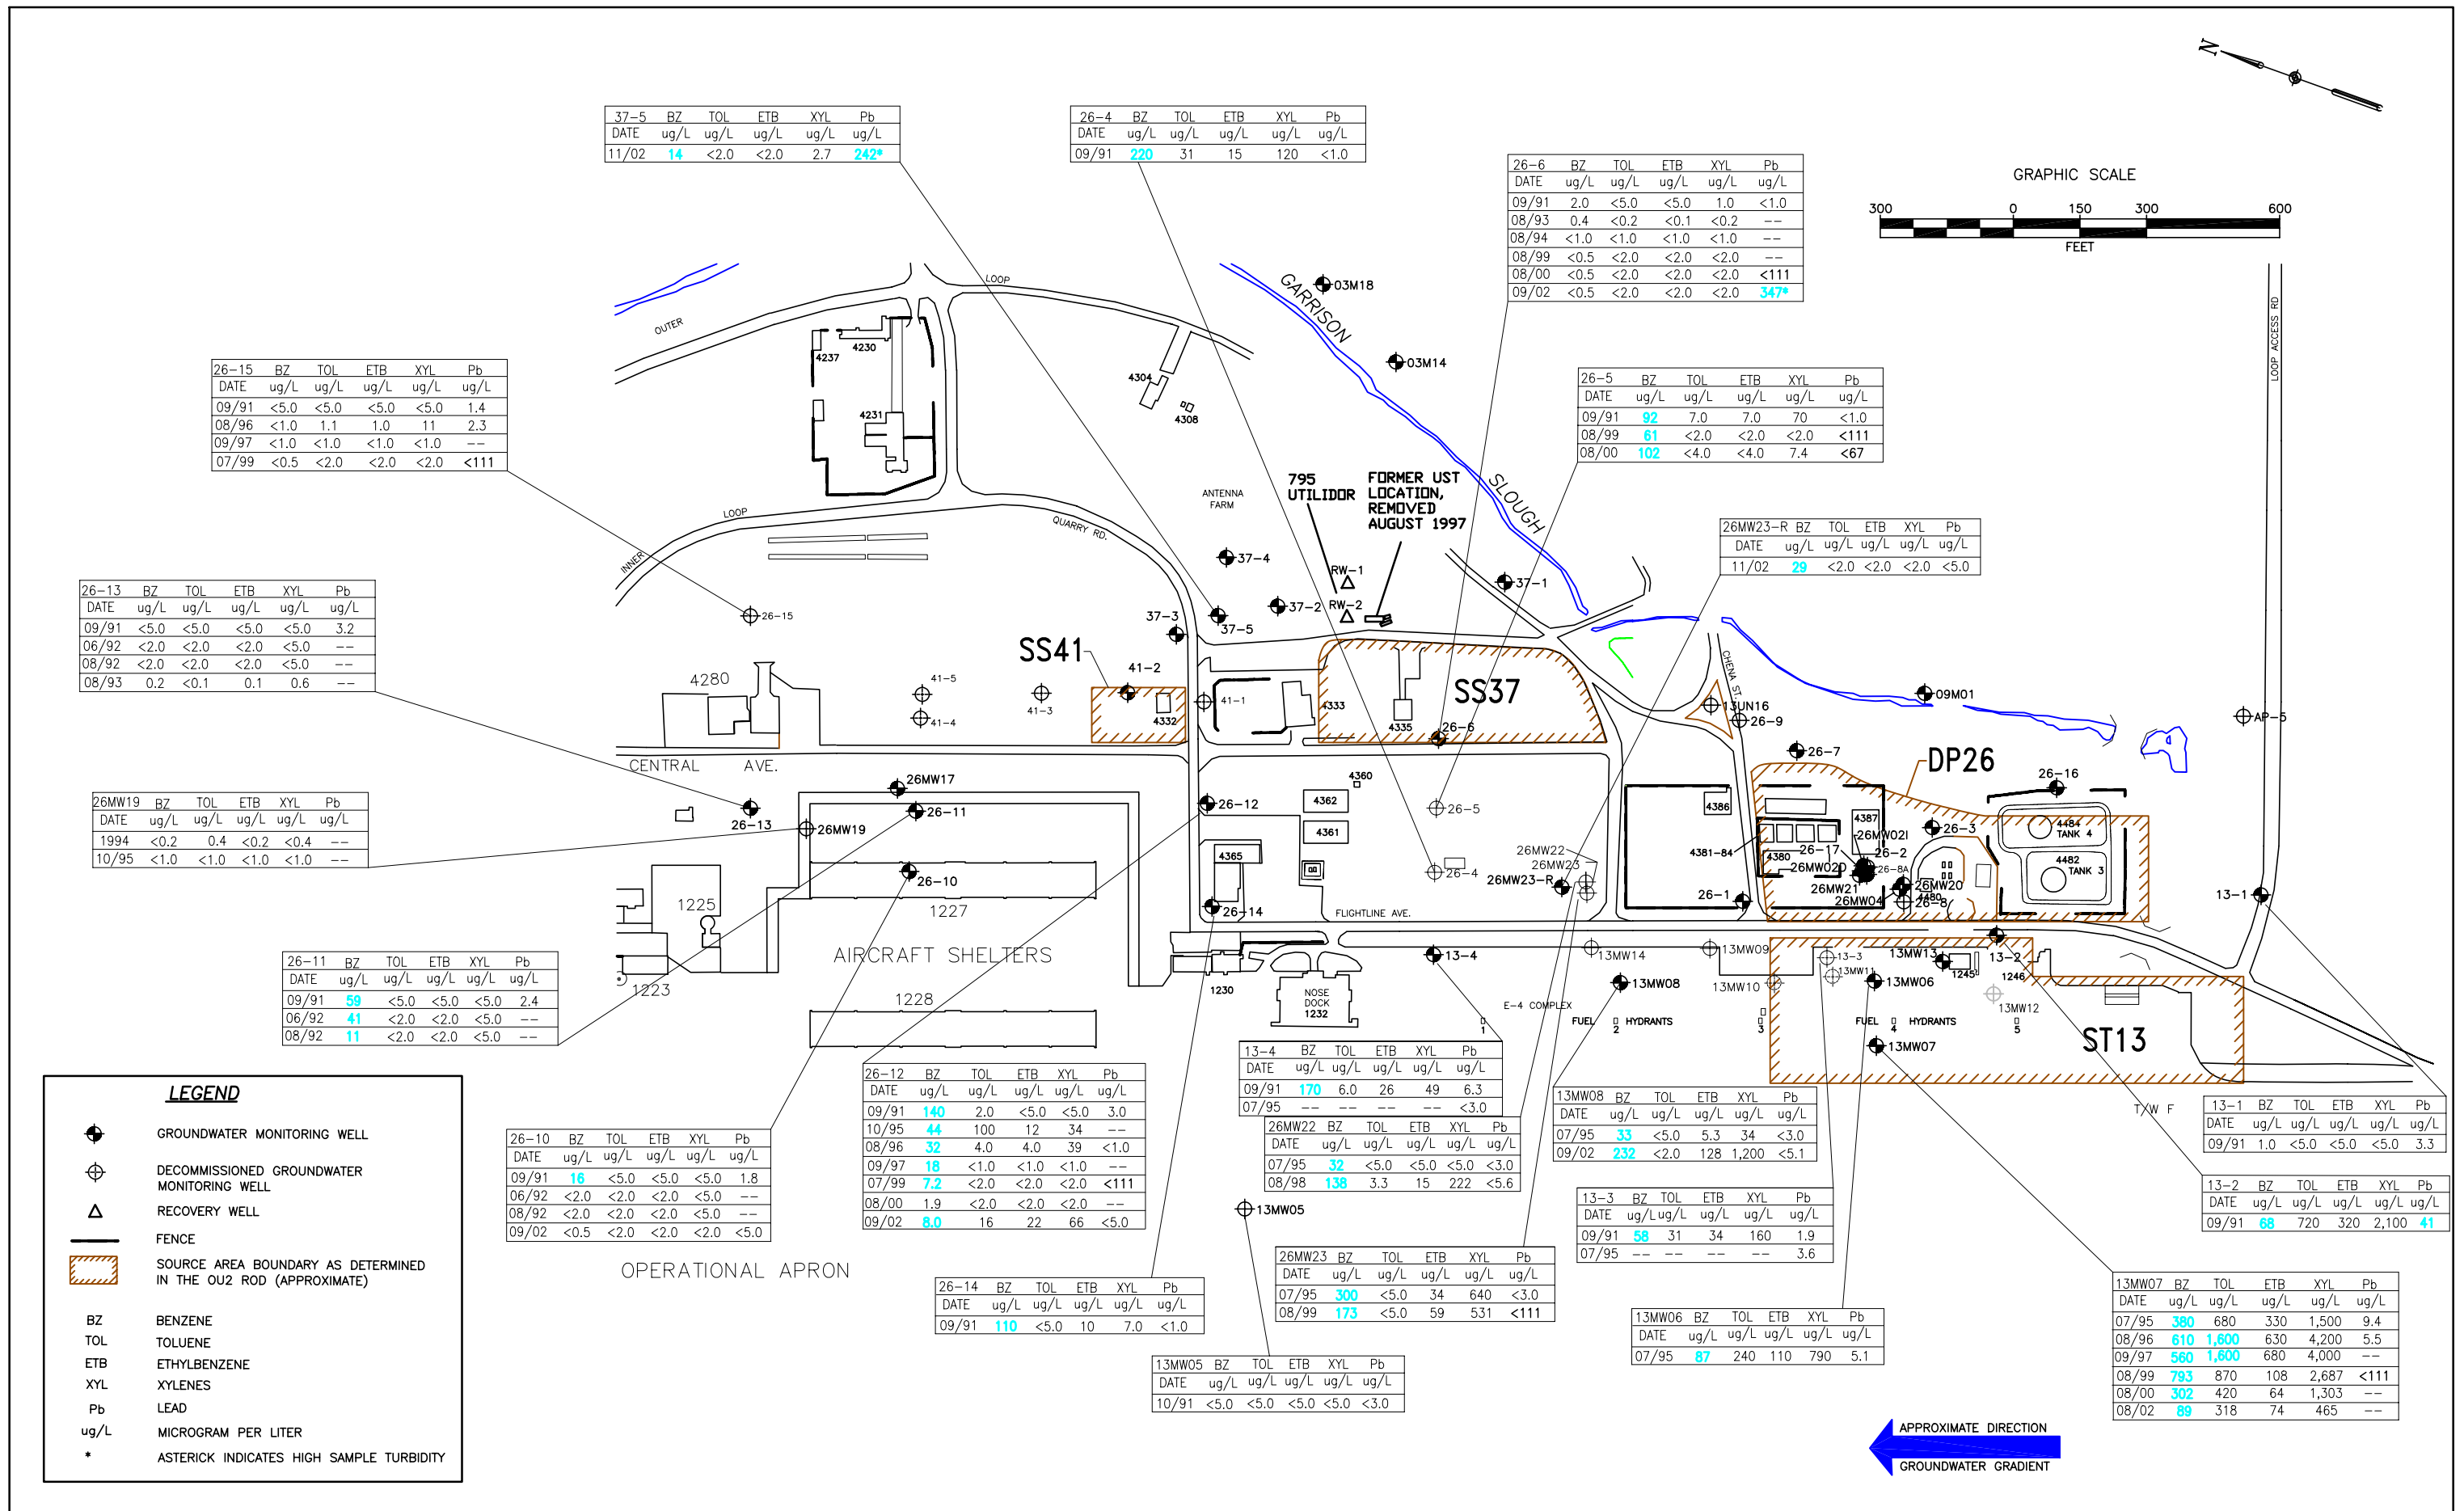 N
GRAPHIC SCALE
300 0 150 300 600
FEET
37-5 BZ TOL ETB XYL Pb
DATE ug/L ug/L ug/L ug/L ug/L
11/02 14 <2.0 <2.0 2.7 242*
26-4 BZ TOL ETB XYL Pb
DATE ug/L ug/L ug/L ug/L ug/L
09/91 220 31 15 120 <1.0
26-6 BZ TOL ETB XYL Pb
DATE ug/L ug/L ug/L ug/L ug/L
09/91 2.0 <5.0 <5.0 1.0 <1.0
08/93 0.4 <0.2 <0.1 <0.2 --
08/94 <1.0 <1.0 <1.0 <1.0 --
08/99 <0.5 <2.0 <2.0 <2.0 --
08/00 <0.5 <2.0 <2.0 <2.0 <111
09/02 <0.5 <2.0 <2.0 <2.0 347*
26-15 BZ TOL ETB XYL Pb
DATE ug/L ug/L ug/L ug/L ug/L
09/91 <5.0 <5.0 <5.0 <5.0 1.4
08/96 <1.0 1.1 1.0 11 2.3
09/97 <1.0 <1.0 <1.0 <1.0 --
07/99 <0.5 <2.0 <2.0 <2.0 <111
26-5 BZ TOL ETB XYL Pb
DATE ug/L ug/L ug/L ug/L ug/L
09/91 92 7.0 7.0 70 <1.0
08/99 61 <2.0 <2.0 <2.0 <111
08/00 102 <4.0 <4.0 7.4 <67
26MW23-R BZ TOL ETB XYL Pb
DATE ug/L ug/L ug/L ug/L ug/L
11/02 29 <2.0 <2.0 <2.0 <5.0
26-13 BZ TOL ETB XYL Pb
DATE ug/L ug/L ug/L ug/L ug/L
09/91 <5.0 <5.0 <5.0 <5.0 3.2
06/92 <2.0 <2.0 <2.0 <5.0 --
08/92 <2.0 <2.0 <2.0 <5.0 --
08/93 0.2 <0.1 0.1 0.6 --
26MW19 BZ TOL ETB XYL Pb
DATE ug/L ug/L ug/L ug/L ug/L
1994 <0.2 0.4 <0.2 <0.4 --
10/95 <1.0 <1.0 <1.0 <1.0 --
26-11 BZ TOL ETB XYL Pb
DATE ug/L ug/L ug/L ug/L ug/L
09/91 59 <5.0 <5.0 <5.0 2.4
06/92 41 <2.0 <2.0 <5.0 --
08/92 11 <2.0 <2.0 <5.0 --
OUTER
LOOP
4237
4230
4231
4304
4308
GARRISON
SLOUGH
03M18
03M14
LOOP ACCESS RD
ANTENNA
FARM
795
UTILIDOR
FORMER UST
LOCATION,
REMOVED
AUGUST 1997
INNER
LOOP
QUARRY RD.
37-4
RW-1
RW-2
37-2
37-1
37-3
37-5
26-15
SS41
41-2
41-5
41-4
41-3
41-1
4332
4333
4335
SS37
26-6
CHENA ST.
13UN16
26-9
09M01
AP-5
4280
CENTRAL AVE.
26MW17
26-13
26MW19
26-11
26-12
4360
4362
4361
4365
26-5
26-4
26-7
DP26
26-16
4386
4387
26MW02I
26-3
4484
TANK 4
4482
TANK 3
4381-84
4380
26-17
26-2
26MW02D
26-8A
26MW21
26MW20
26MW04
4480
26-8
26-1
26MW22
26MW23
26MW23-R
13-1
26-10
1227
1225
26-14
FLIGHTLINE AVE.
AIRCRAFT SHELTERS
1223
1228
1230
NOSE
DOCK
1232
13-4
13MW14
13MW09
13MW08
13MW10
13-3
13MW11
13MW06
13MW13
1245
13-2
1246
13MW12
E-4 COMPLEX
1
FUEL 2 HYDRANTS
3
FUEL 4 HYDRANTS
5
13MW07
ST13
T/W F
OPERATIONAL APRON
13MW05
26-10 BZ TOL ETB XYL Pb
DATE ug/L ug/L ug/L ug/L ug/L
09/91 16 <5.0 <5.0 <5.0 1.8
06/92 <2.0 <2.0 <2.0 <5.0 --
08/92 <2.0 <2.0 <2.0 <5.0 --
09/02 <0.5 <2.0 <2.0 <2.0 <5.0
26-12 BZ TOL ETB XYL Pb
DATE ug/L ug/L ug/L ug/L ug/L
09/91 140 2.0 <5.0 <5.0 3.0
10/95 44 100 12 34 --
08/96 32 4.0 4.0 39 <1.0
09/97 18 <1.0 <1.0 <1.0 --
07/99 7.2 <2.0 <2.0 <2.0 <111
08/00 1.9 <2.0 <2.0 <2.0 --
09/02 8.0 16 22 66 <5.0
26-14 BZ TOL ETB XYL Pb
DATE ug/L ug/L ug/L ug/L ug/L
09/91 110 <5.0 10 7.0 <1.0
13-4 BZ TOL ETB XYL Pb
DATE ug/L ug/L ug/L ug/L ug/L
09/91 170 6.0 26 49 6.3
07/95 -- -- -- -- <3.0
26MW22 BZ TOL ETB XYL Pb
DATE ug/L ug/L ug/L ug/L ug/L
07/95 32 <5.0 <5.0 <5.0 <3.0
08/98 138 3.3 15 222 <5.6
26MW23 BZ TOL ETB XYL Pb
DATE ug/L ug/L ug/L ug/L ug/L
07/95 300 <5.0 34 640 <3.0
08/99 173 <5.0 59 531 <111
13MW05 BZ TOL ETB XYL Pb
DATE ug/L ug/L ug/L ug/L ug/L
10/91 <5.0 <5.0 <5.0 <5.0 <3.0
13MW08 BZ TOL ETB XYL Pb
DATE ug/L ug/L ug/L ug/L ug/L
07/95 33 <5.0 5.3 34 <3.0
09/02 232 <2.0 128 1,200 <5.1
13-3 BZ TOL ETB XYL Pb
DATE ug/L ug/L ug/L ug/L ug/L
09/91 58 31 34 160 1.9
07/95 -- -- -- -- 3.6
13MW06 BZ TOL ETB XYL Pb
DATE ug/L ug/L ug/L ug/L ug/L
07/95 87 240 110 790 5.1
13-1 BZ TOL ETB XYL Pb
DATE ug/L ug/L ug/L ug/L ug/L
09/91 1.0 <5.0 <5.0 <5.0 3.3
13-2 BZ TOL ETB XYL Pb
DATE ug/L ug/L ug/L ug/L ug/L
09/91 68 720 320 2,100 41
13MW07 BZ TOL ETB XYL Pb
DATE ug/L ug/L ug/L ug/L ug/L
07/95 380 680 330 1,500 9.4
08/96 610 1,600 630 4,200 5.5
09/97 560 1,600 680 4,000 --
08/99 793 870 108 2,687 <111
08/00 302 420 64 1,303 --
08/02 89 318 74 465 --
LEGEND
GROUNDWATER MONITORING WELL
DECOMMISSIONED GROUNDWATER
MONITORING WELL
RECOVERY WELL
FENCE
SOURCE AREA BOUNDARY AS DETERMINED
IN THE OU2 ROD (APPROXIMATE)
BZ BENZENE
TOL TOLUENE
ETB ETHYLBENZENE
XYL XYLENES
Pb LEAD
ug/L MICROGRAM PER LITER
* ASTERICK INDICATES HIGH SAMPLE TURBIDITY
APPROXIMATE DIRECTION
GROUNDWATER GRADIENT